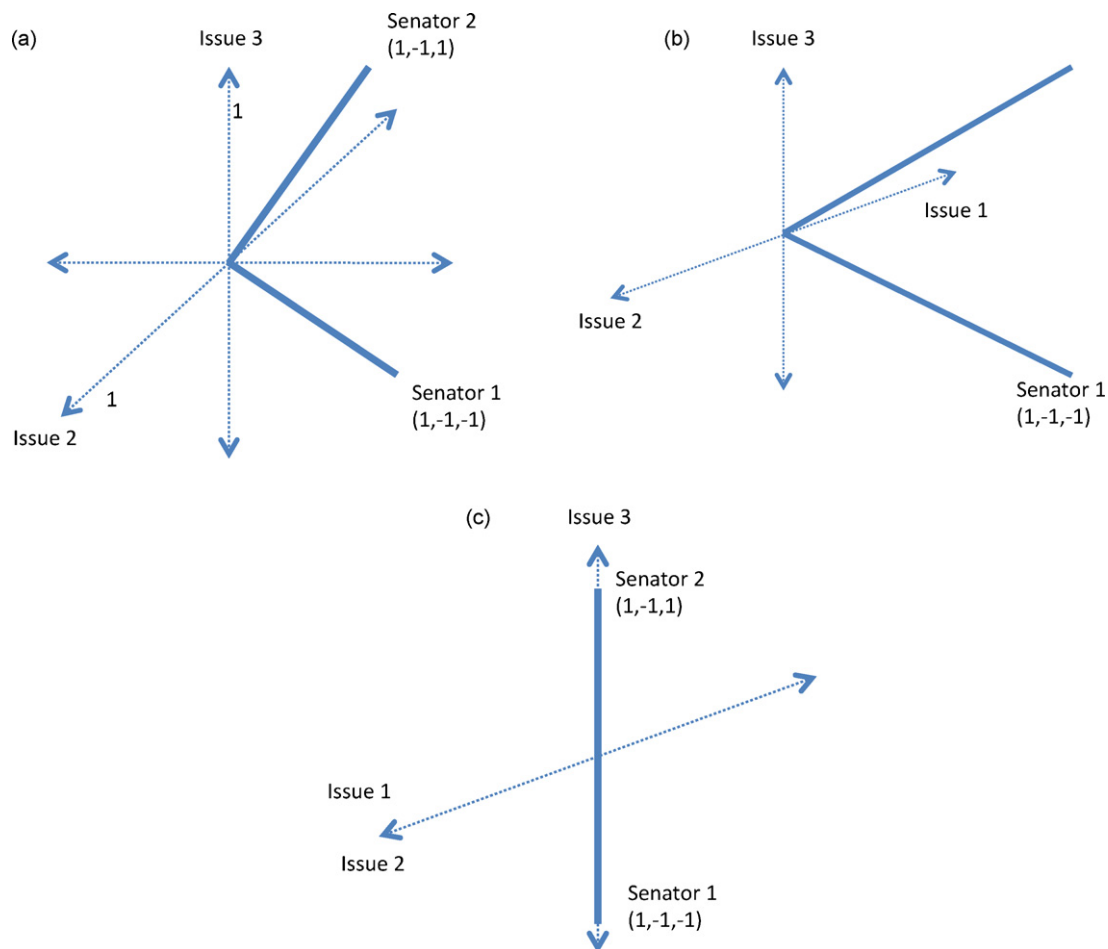 (a)
Issue 3
Senator 2
(1,-1,1)
1
1
Issue 2
Senator 1
(1,-1,-1)
(b)
Issue 3
Issue 1
Issue 2
Senator 1
(1,-1,-1)
(c)
Issue 3
Senator 2
(1,-1,1)
Issue 1
Issue 2
Senator 1
(1,-1,-1)